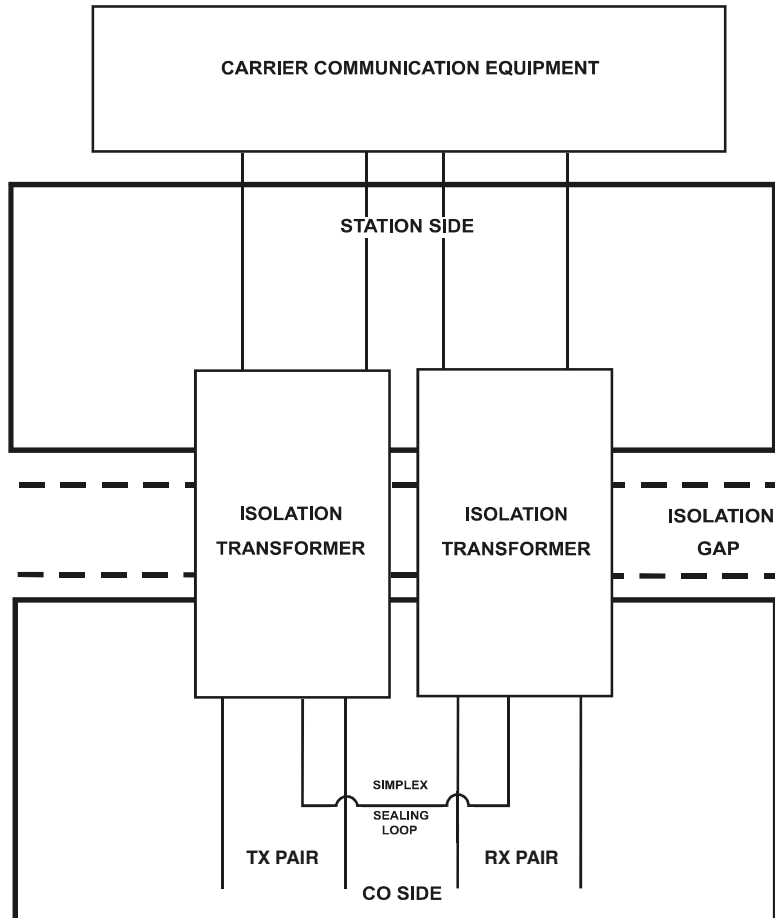 CARRIER COMMUNICATION EQUIPMENT
STATION SIDE
ISOLATION
TRANSFORMER
ISOLATION
TRANSFORMER
ISOLATION
GAP
SIMPLEX
SEALING
LOOP
TX PAIR
RX PAIR
CO SIDE